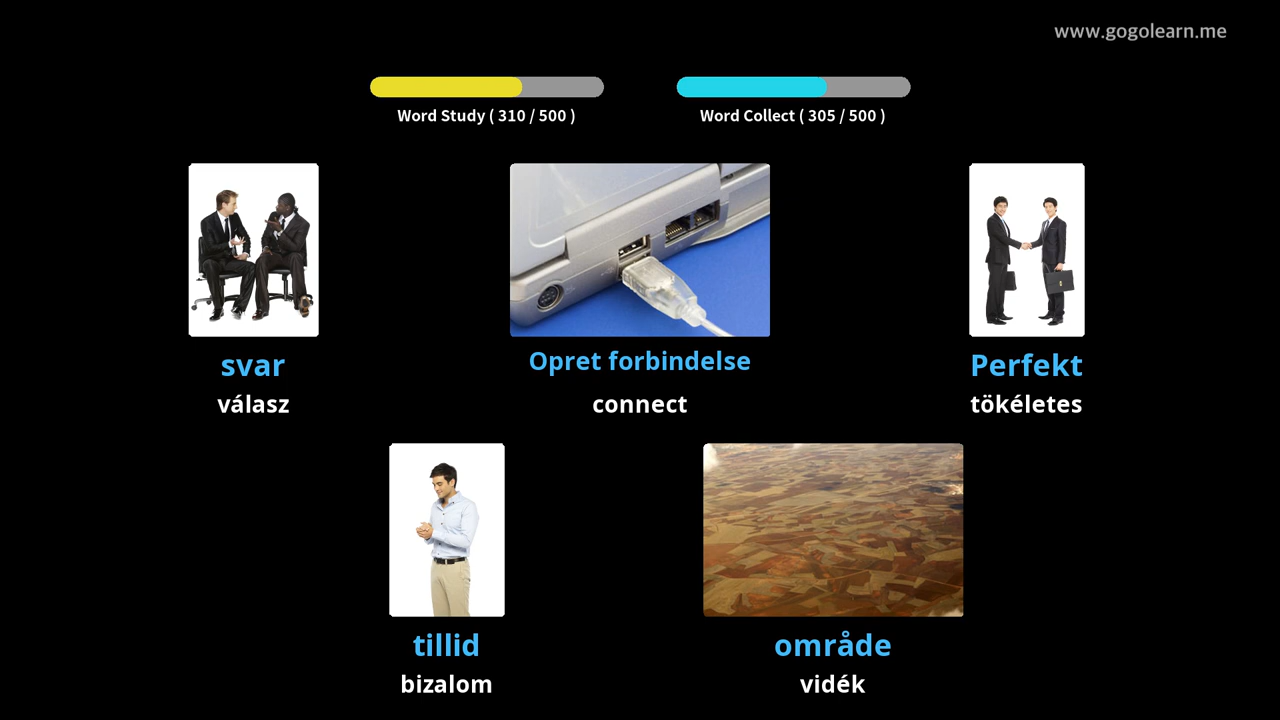 www.gogolearn.me
Word Study ( 310 / 500 )
Word Collect ( 305 / 500 )
svar
válasz
Opret forbindelse
connect
Perfekt
tökéletes
tillid
bizalom
område
vidék